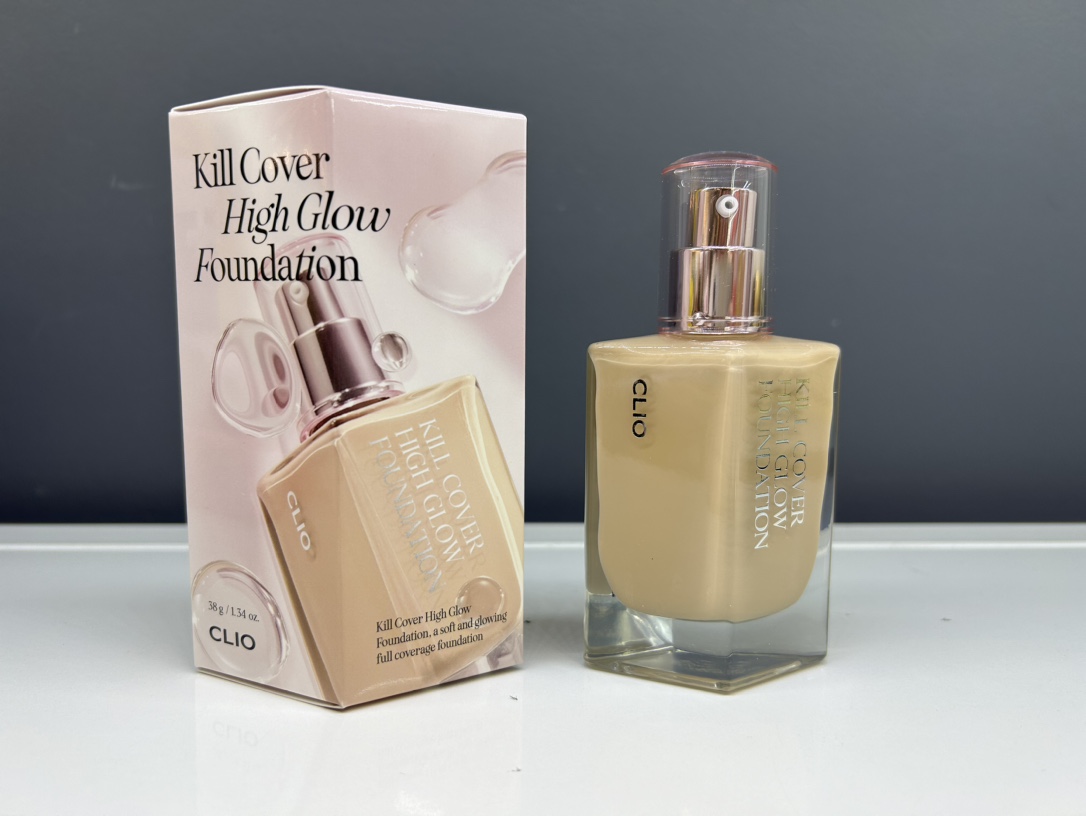 Kill Cover
High Glow
Foundation
CLIO
KILL COVER
HIGH GLOW
FOUNDATION
38 g / 1.34 oz.
CLIO
Kill Cover High Glow
Foundation, a soft and glowing
full coverage foundation
CLIO
KILL COVER
HIGH GLOW
FOUNDATION